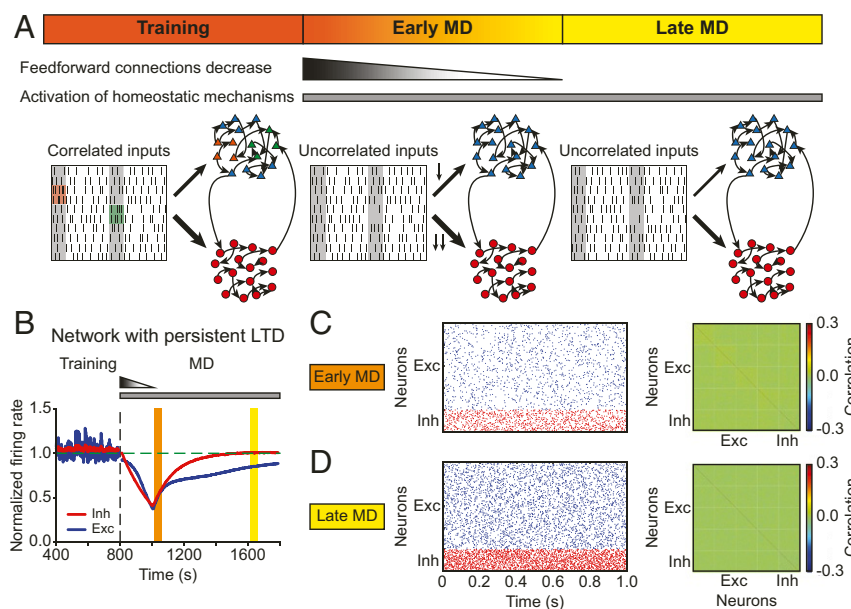 A
Training Early MD Late MD
Feedforward connections decrease
Activation of homeostatic mechanisms
Correlated inputs Uncorrelated inputs Uncorrelated inputs
B
Network with persistent LTD
Training MD
Normalized firing rate
1.5
1.0
0.5
0.0
400 800 1200 1600
Time (s)
Inh
Exc
C
Early MD
Neurons
Exc
Inh
Neurons
Exc
Inh
Exc Inh
0.3
0.0
-0.3
Correlation
D
Late MD
Neurons
Exc
Inh
0 0.2 0.4 0.6 0.8 1.0
Time (s)
Neurons
Exc
Inh
Exc Inh
Neurons
0.3
0.0
-0.3
Correlation